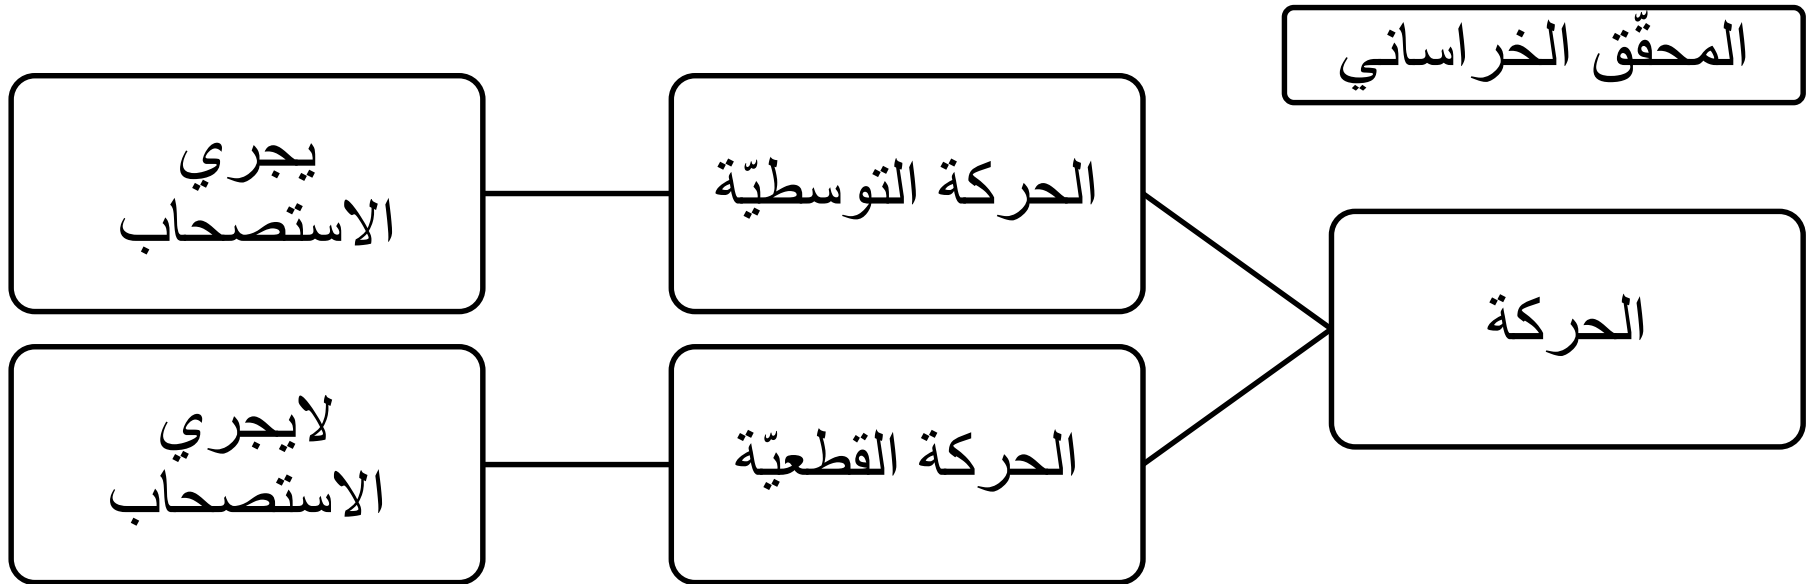 المحقّق الخراساني
الحركة
الحركة التوسطيّة
يجري
الاستصحاب
الحركة القطعيّة
لايجري
الاستصحاب